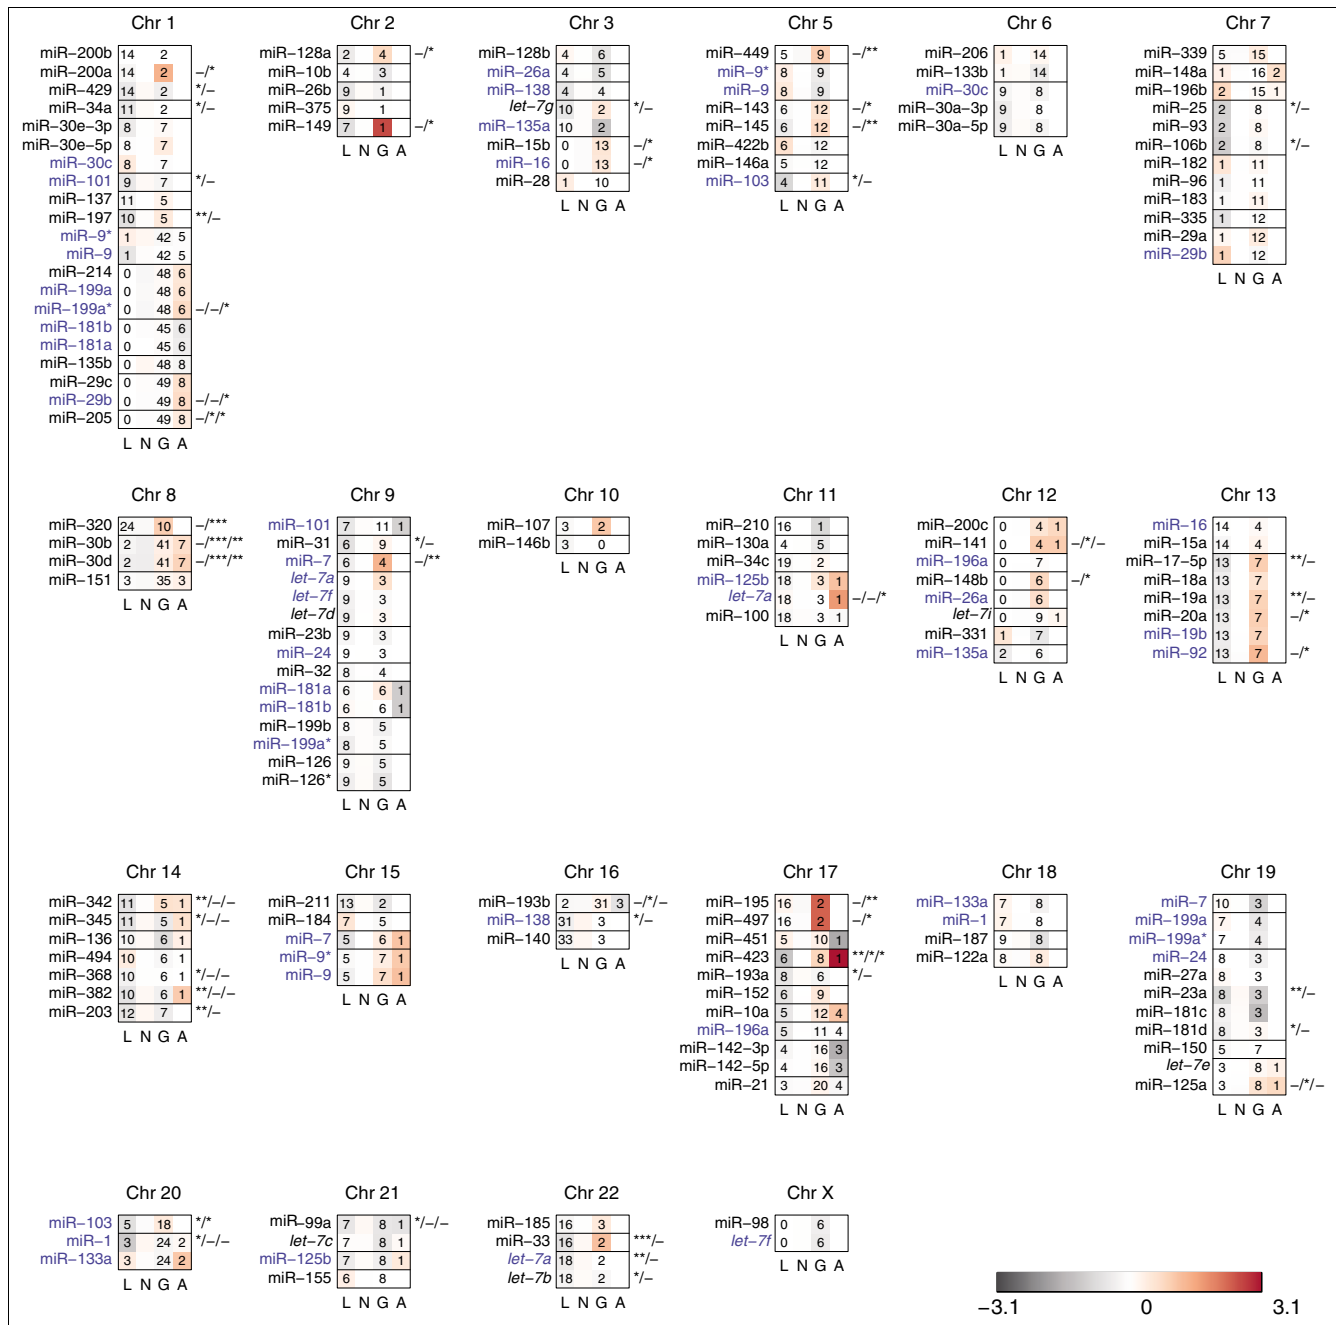 Chr 1
miR–200b 14 2
miR–200a 14 2 –/*
miR–429 14 2 */–
miR–34a 11 2 */–
miR–30e–3p 8 7
miR–30e–5p 8 7
miR–30c 8 7
miR–101 9 7 */–
miR–137 11 5
miR–197 10 5 **/–
miR–9* 1 42 5
miR–9 1 42 5
miR–214 0 48 6
miR–199a 0 48 6
miR–199a* 0 48 6 –/–/*
miR–181b 0 45 6
miR–181a 0 45 6
miR–135b 0 48 8
miR–29c 0 49 8
miR–29b 0 49 8 –/–/*
miR–205 0 49 8 –/*/*
L N G A
Chr 2
miR–128a 2 4 –/*
miR–10b 4 3
miR–26b 9 1
miR–375 9 1
miR–149 7 1 –/*
L N G A
Chr 3
miR–128b 4 6
miR–26a 4 5
miR–138 4 4
let–7g 10 2 */–
miR–135a 10 2
miR–15b 0 13 –/*
miR–16 0 13 –/*
miR–28 1 10
L N G A
Chr 5
miR–449 5 9 –/**
miR–9* 8 9
miR–9 8 9
miR–143 6 12 –/*
miR–145 6 12 –/**
miR–422b 6 12
miR–146a 5 12
miR–103 4 11 */–
L N G A
Chr 6
miR–206 1 14
miR–133b 1 14
miR–30c 9 8
miR–30a–3p 9 8
miR–30a–5p 9 8
L N G A
Chr 7
miR–339 5 15
miR–148a 1 16 2
miR–196b 2 15 1
miR–25 2 8 */–
miR–93 2 8
miR–106b 2 8 */–
miR–182 1 11
miR–96 1 11
miR–183 1 11
miR–335 1 12
miR–29a 1 12
miR–29b 1 12
L N G A
Chr 8
miR–320 24 10 –/***
miR–30b 2 41 7 –/***/**
miR–30d 2 41 7 –/***/**
miR–151 3 35 3
L N G A
Chr 9
miR–101 7 11 1
miR–31 6 9 */–
miR–7 6 4 –/**
let–7a 9 3
let–7f 9 3
let–7d 9 3
miR–23b 9 3
miR–24 9 3
miR–32 8 4
miR–181a 6 6 1
miR–181b 6 6 1
miR–199b 8 5
miR–199a* 8 5
miR–126 9 5
miR–126* 9 5
L N G A
Chr 10
miR–107 3 2
miR–146b 3 0
L N G A
Chr 11
miR–210 16 1
miR–130a 4 5
miR–34c 19 2
miR–125b 18 3 1
let–7a 18 3 1 –/–/*
miR–100 18 3 1
L N G A
Chr 12
miR–200c 0 4 1
miR–141 0 4 1 –/*/–
miR–196a 0 7
miR–148b 0 6 –/*
miR–26a 0 6
let–7i 0 9 1
miR–331 1 7
miR–135a 2 6
L N G A
Chr 13
miR–16 14 4
miR–15a 14 4
miR–17–5p 13 7 **/–
miR–18a 13 7
miR–19a 13 7 **/–
miR–20a 13 7 –/*
miR–19b 13 7
miR–92 13 7 –/*
L N G A
Chr 14
miR–342 11 5 1 **/–/–
miR–345 11 5 1 */–/–
miR–136 10 6 1
miR–494 10 6 1
miR–368 10 6 1 */–/–
miR–382 10 6 1 **/–/–
miR–203 12 7 **/–
L N G A
Chr 15
miR–211 13 2
miR–184 7 5
miR–7 5 6 1
miR–9* 5 7 1
miR–9 5 7 1
L N G A
Chr 16
miR–193b 2 31 3 –/*/–
miR–138 31 3 */–
miR–140 33 3
L N G A
Chr 17
miR–195 16 2 –/**
miR–497 16 2 –/*
miR–451 5 10 1
miR–423 6 8 1 **/*/*
miR–193a 8 6 */–
miR–152 6 9
miR–10a 5 12 4
miR–196a 5 11 4
miR–142–3p 4 16 3
miR–142–5p 4 16 3
miR–21 3 20 4
L N G A
Chr 18
miR–133a 7 8
miR–1 7 8
miR–187 9 8
miR–122a 8 8
L N G A
Chr 19
miR–7 10 3
miR–199a 7 4
miR–199a* 7 4
miR–24 8 3
miR–27a 8 3
miR–23a 8 3 **/–
miR–181c 8 3
miR–181d 8 3 */–
miR–150 5 7
let–7e 3 8 1
miR–125a 3 8 1 –/*/–
L N G A
Chr 20
miR–103 5 18 */*
miR–1 3 24 2 */–/–
miR–133a 3 24 2
L N G A
Chr 21
miR–99a 7 8 1 */–/–
let–7c 7 8 1
miR–125b 7 8 1
miR–155 6 8
L N G A
Chr 22
miR–185 16 3
miR–33 16 2 ***/–
let–7a 18 2 **/–
let–7b 18 2 */–
L N G A
Chr X
miR–98 0 6
let–7f 0 6
L N G A
−3.1 0 3.1